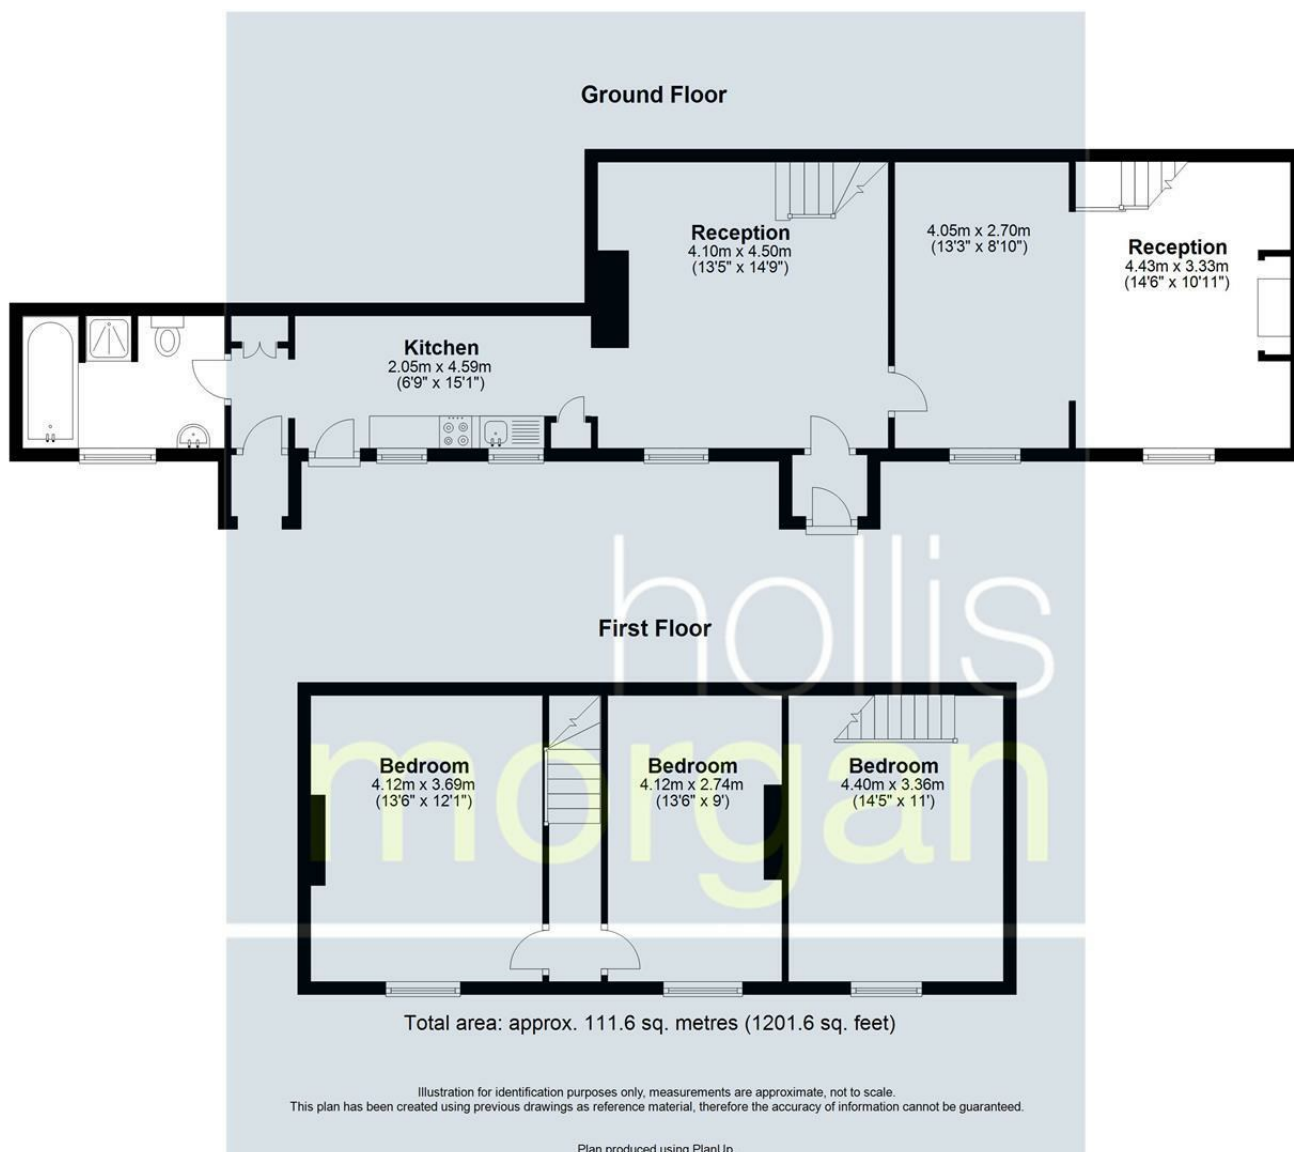 Ground Floor
Reception
4.10m x 4.50m
(13'5" x 14'9")
4.05m x 2.70m
(13'3" x 8'10")
Reception
4.43m x 3.33m
(14'6" x 10'11")
Kitchen
2.05m x 4.59m
(6'9" x 15'1")
hollis
morgan
First Floor
Bedroom
4.12m x 3.69m
(13'6" x 12'1")
Bedroom
4.12m x 2.74m
(13'6" x 9')
Bedroom
4.40m x 3.36m
(14'5" x 11')
Total area: approx. 111.6 sq. metres (1201.6 sq. feet)
Illustration for identification purposes only, measurements are approximate, not to scale.
This plan has been created using previous drawings as reference material, therefore the accuracy of information cannot be guaranteed.
Plan produced using PlanUp.